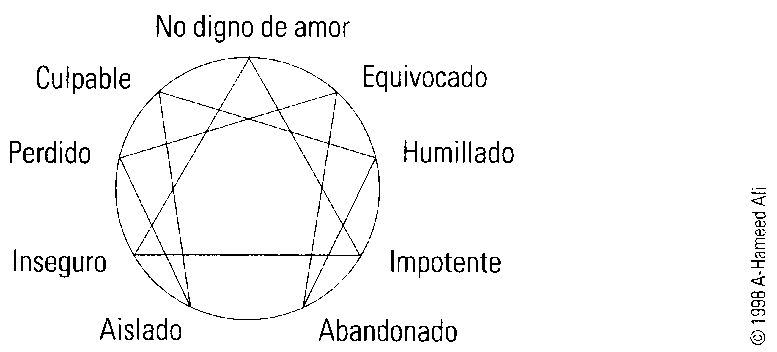 No digno de amor
Culpable
Equivocado
Perdido
Humillado
Inseguro
Impotente
Aislado
Abandonado
© 1998 A-Hameed Ali